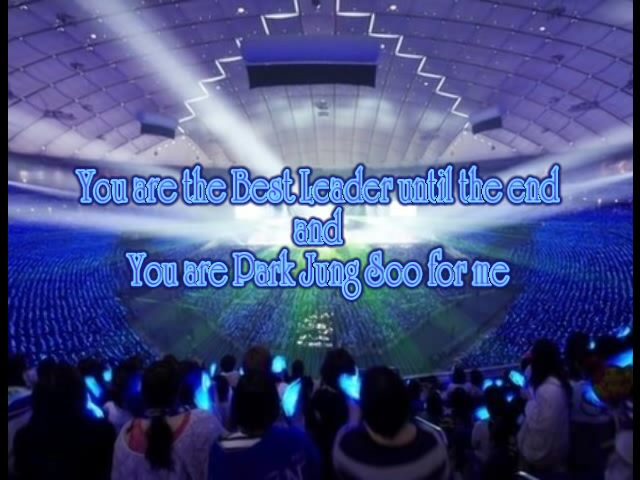 You are the Best Leader until the end
and
You are Park Jung Soo for me